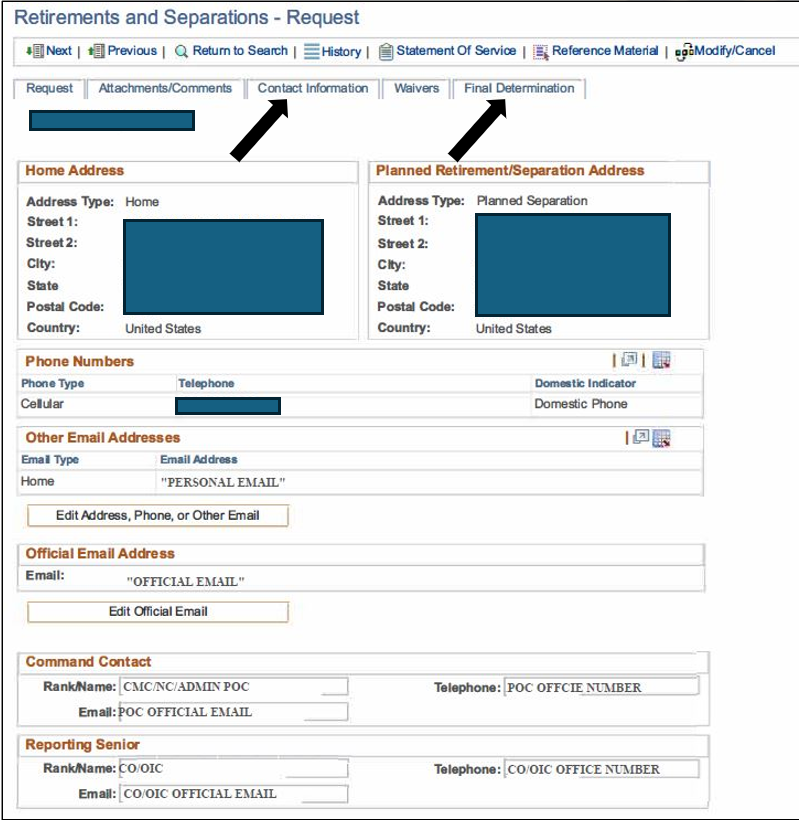 Retirements and Separations - Request
Next | Previous | Return to Search | History | Statement Of Service | Reference Material | Modify/Cancel
Request Attachments/Comments Contact Information Waivers Final Determination
Home Address
Address Type: Home
Street 1:
Street 2:
City:
State
Postal Code:
Country: United States
Planned Retirement/Separation Address
Address Type: Planned Separation
Street 1:
Street 2:
City:
State
Postal Code:
Country: United States
Phone Numbers
Phone Type Telephone Domestic Indicator
Cellular Domestic Phone
Other Email Addresses
Email Type Email Address
Home "PERSONAL EMAIL"
Edit Address, Phone, or Other Email
Official Email Address
Email: "OFFICIAL EMAIL"
Edit Official Email
Command Contact
Rank/Name: CMC/NC/ADMIN POC Telephone: POC OFFCIE NUMBER
Email: POC OFFICIAL EMAIL
Reporting Senior
Rank/Name: CO/OIC Telephone: CO/OIC OFFICE NUMBER
Email: CO/OIC OFFICIAL EMAIL